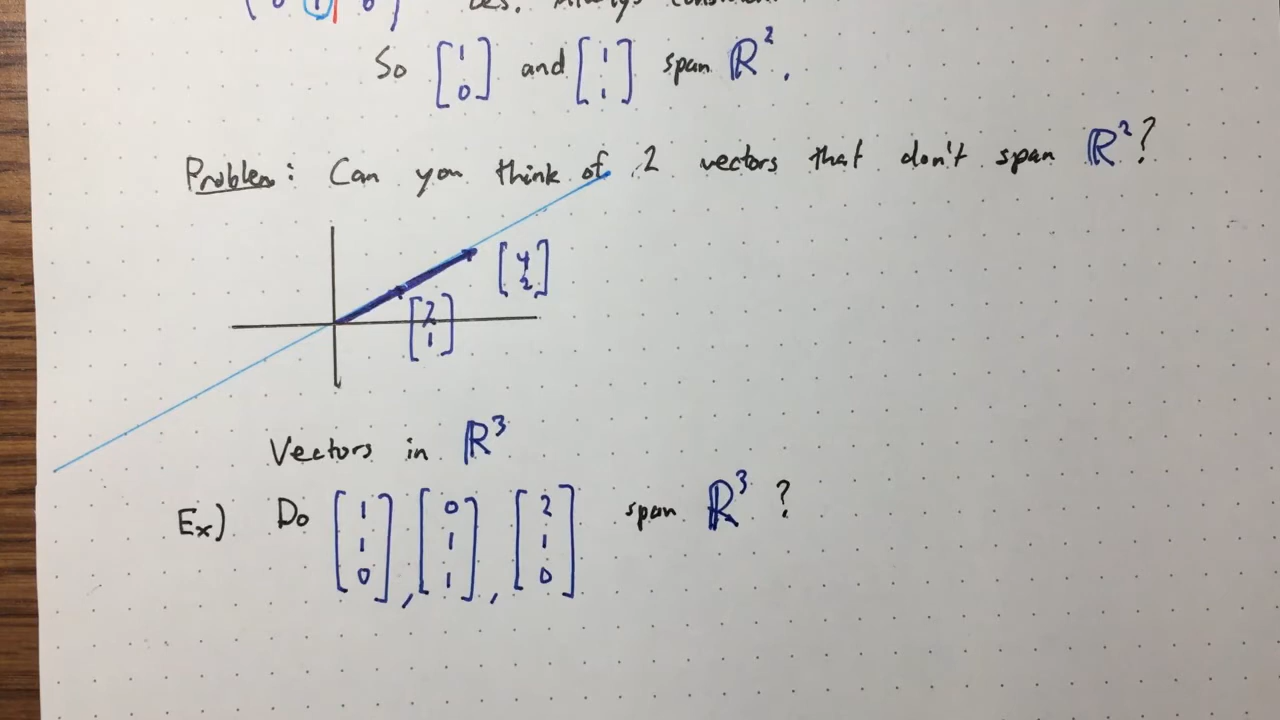 So [1 0] and [1 1] span ℝ².
Problem: Can you think of 2 vectors that don't span ℝ²?
[4 2]
[2 1]
Vectors in ℝ³
Ex) Do [1 1 0], [0 1 1], [2 1 0] span ℝ³ ?